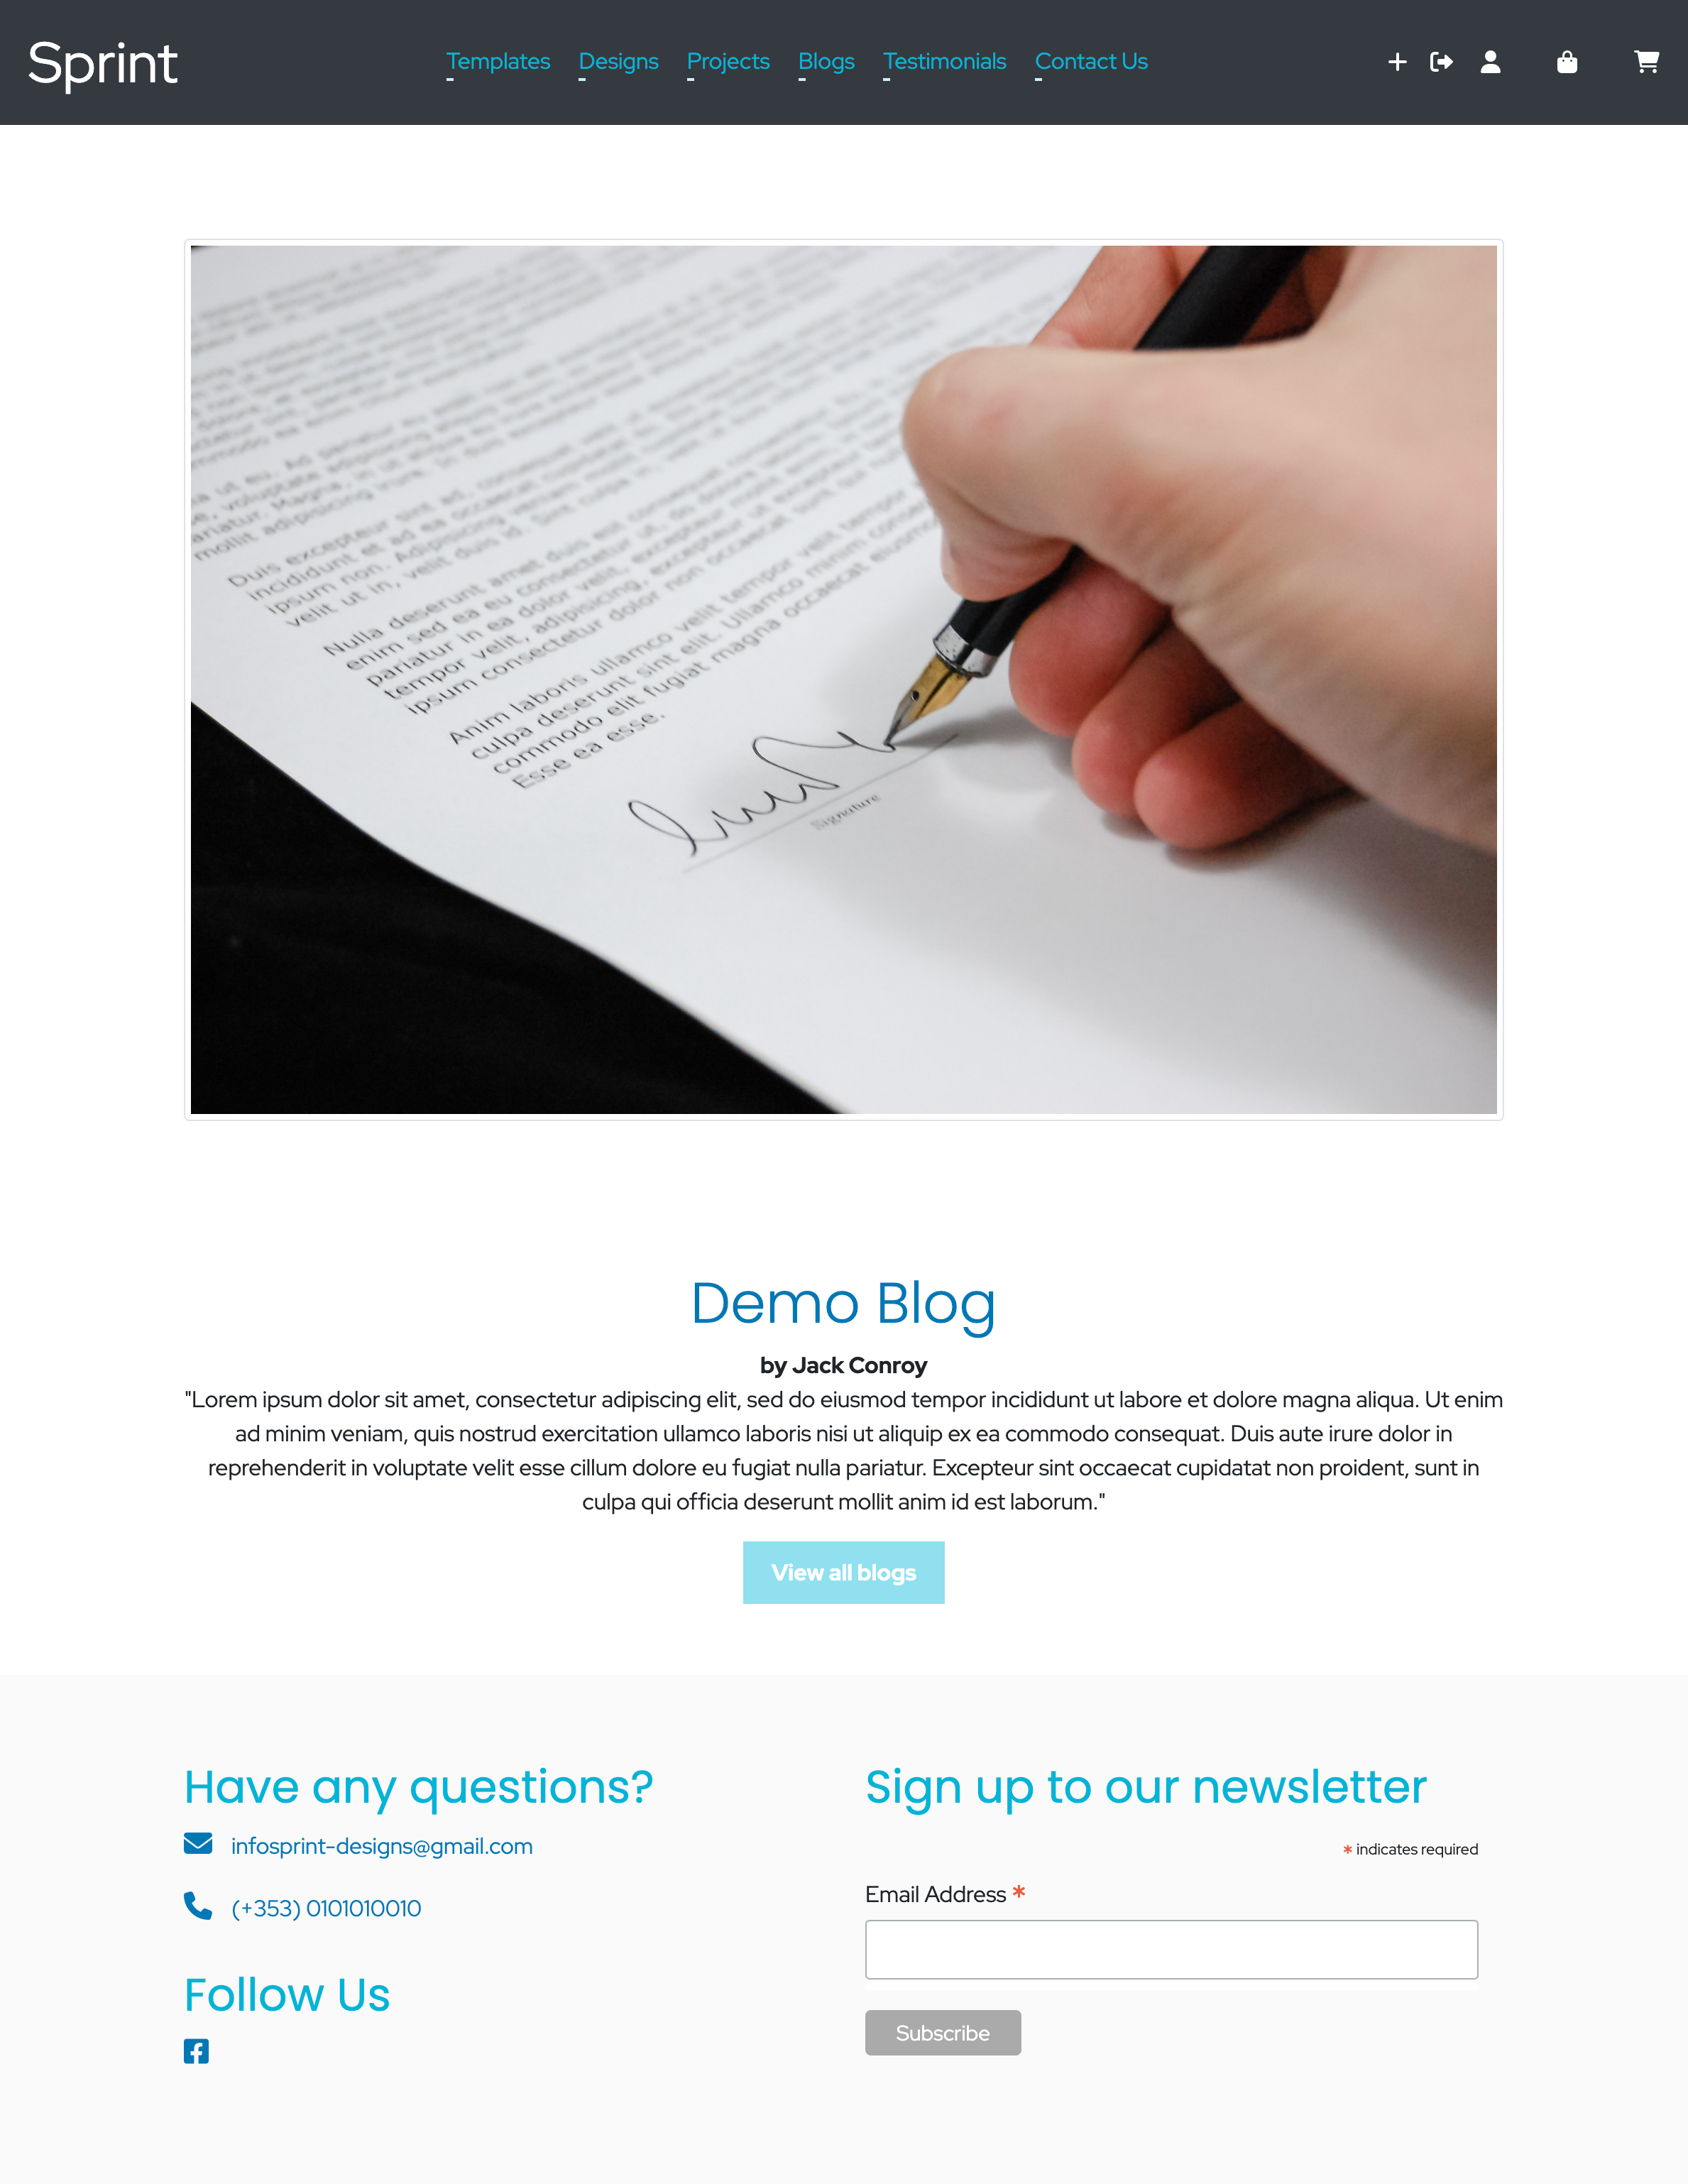 Sprint
Templates
Designs
Projects
Blogs
Testimonials
Contact Us
Duis excepteur sint ad, consequat
incididunt et ad ea occaecat cupidatat
ipsum non. Adipisicing veniam
velit ut in, velit duis id. Sint culpa in,
Nulla deserunt amet duis est consequat
enim sed ea eu consectetur ut, do dolore
pariatur in ea dolor velit, excepteur mollit enim
tempor velit, adipisicing, excepteur ut excepteur
ipsum consectetur dolor non occaecat sunt qui
Anim laboris ullamco velit tempor velit tempor
culpa deserunt sint elit. Ullamco minim
commodo elit fugiat magna occaecat
Esse ea esse.
Signature
Demo Blog
by Jack Conroy
"Lorem ipsum dolor sit amet, consectetur adipiscing elit, sed do eiusmod tempor incididunt ut labore et dolore magna aliqua. Ut enim
ad minim veniam, quis nostrud exercitation ullamco laboris nisi ut aliquip ex ea commodo consequat. Duis aute irure dolor in
reprehenderit in voluptate velit esse cillum dolore eu fugiat nulla pariatur. Excepteur sint occaecat cupidatat non proident, sunt in
culpa qui officia deserunt mollit anim id est laborum."
View all blogs
Have any questions?
infosprint-designs@gmail.com
(+353) 0101010010
Follow Us
Sign up to our newsletter
* indicates required
Email Address *
Subscribe